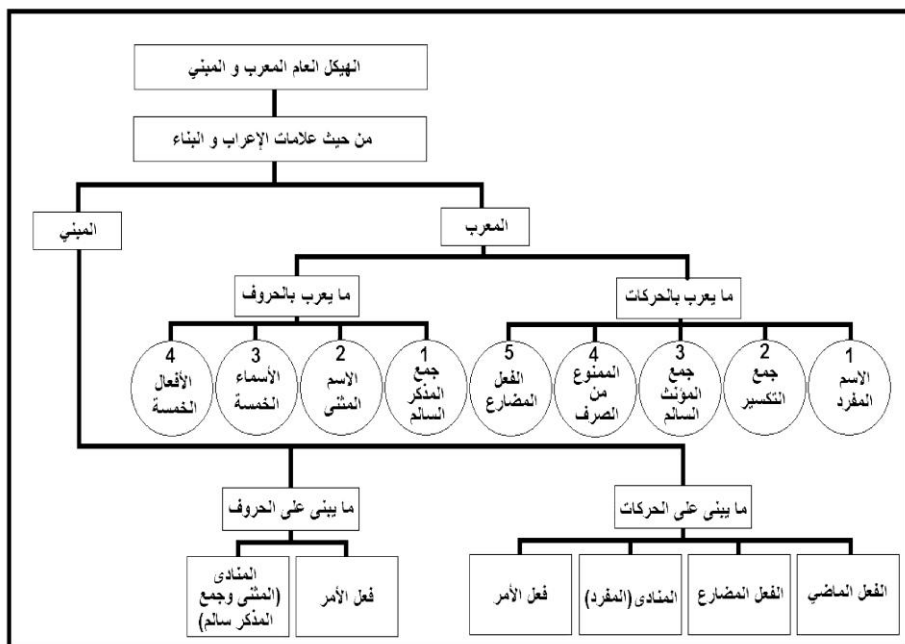 الهيكل العام المعرب و المبني
من حيث علامات الإعراب و البناء
المعرب
المبني
ما يعرب بالحركات
ما يعرب بالحروف
1
الاسم
المفرد
2
جمع
التكسير
3
جمع
المؤنث
السالم
4
الممنوع
من
الصرف
5
الفعل
المضارع
1
جمع
المذكر
السالم
2
الاسم
المثنى
3
الأسماء
الخمسة
4
الأفعال
الخمسة
ما يبنى على الحركات
ما يبنى على الحروف
الفعل الماضي
الفعل المضارع
المنادى (المفرد)
فعل الأمر
فعل الأمر
المنادى
(المثنى وجمع
المذكر سالم)